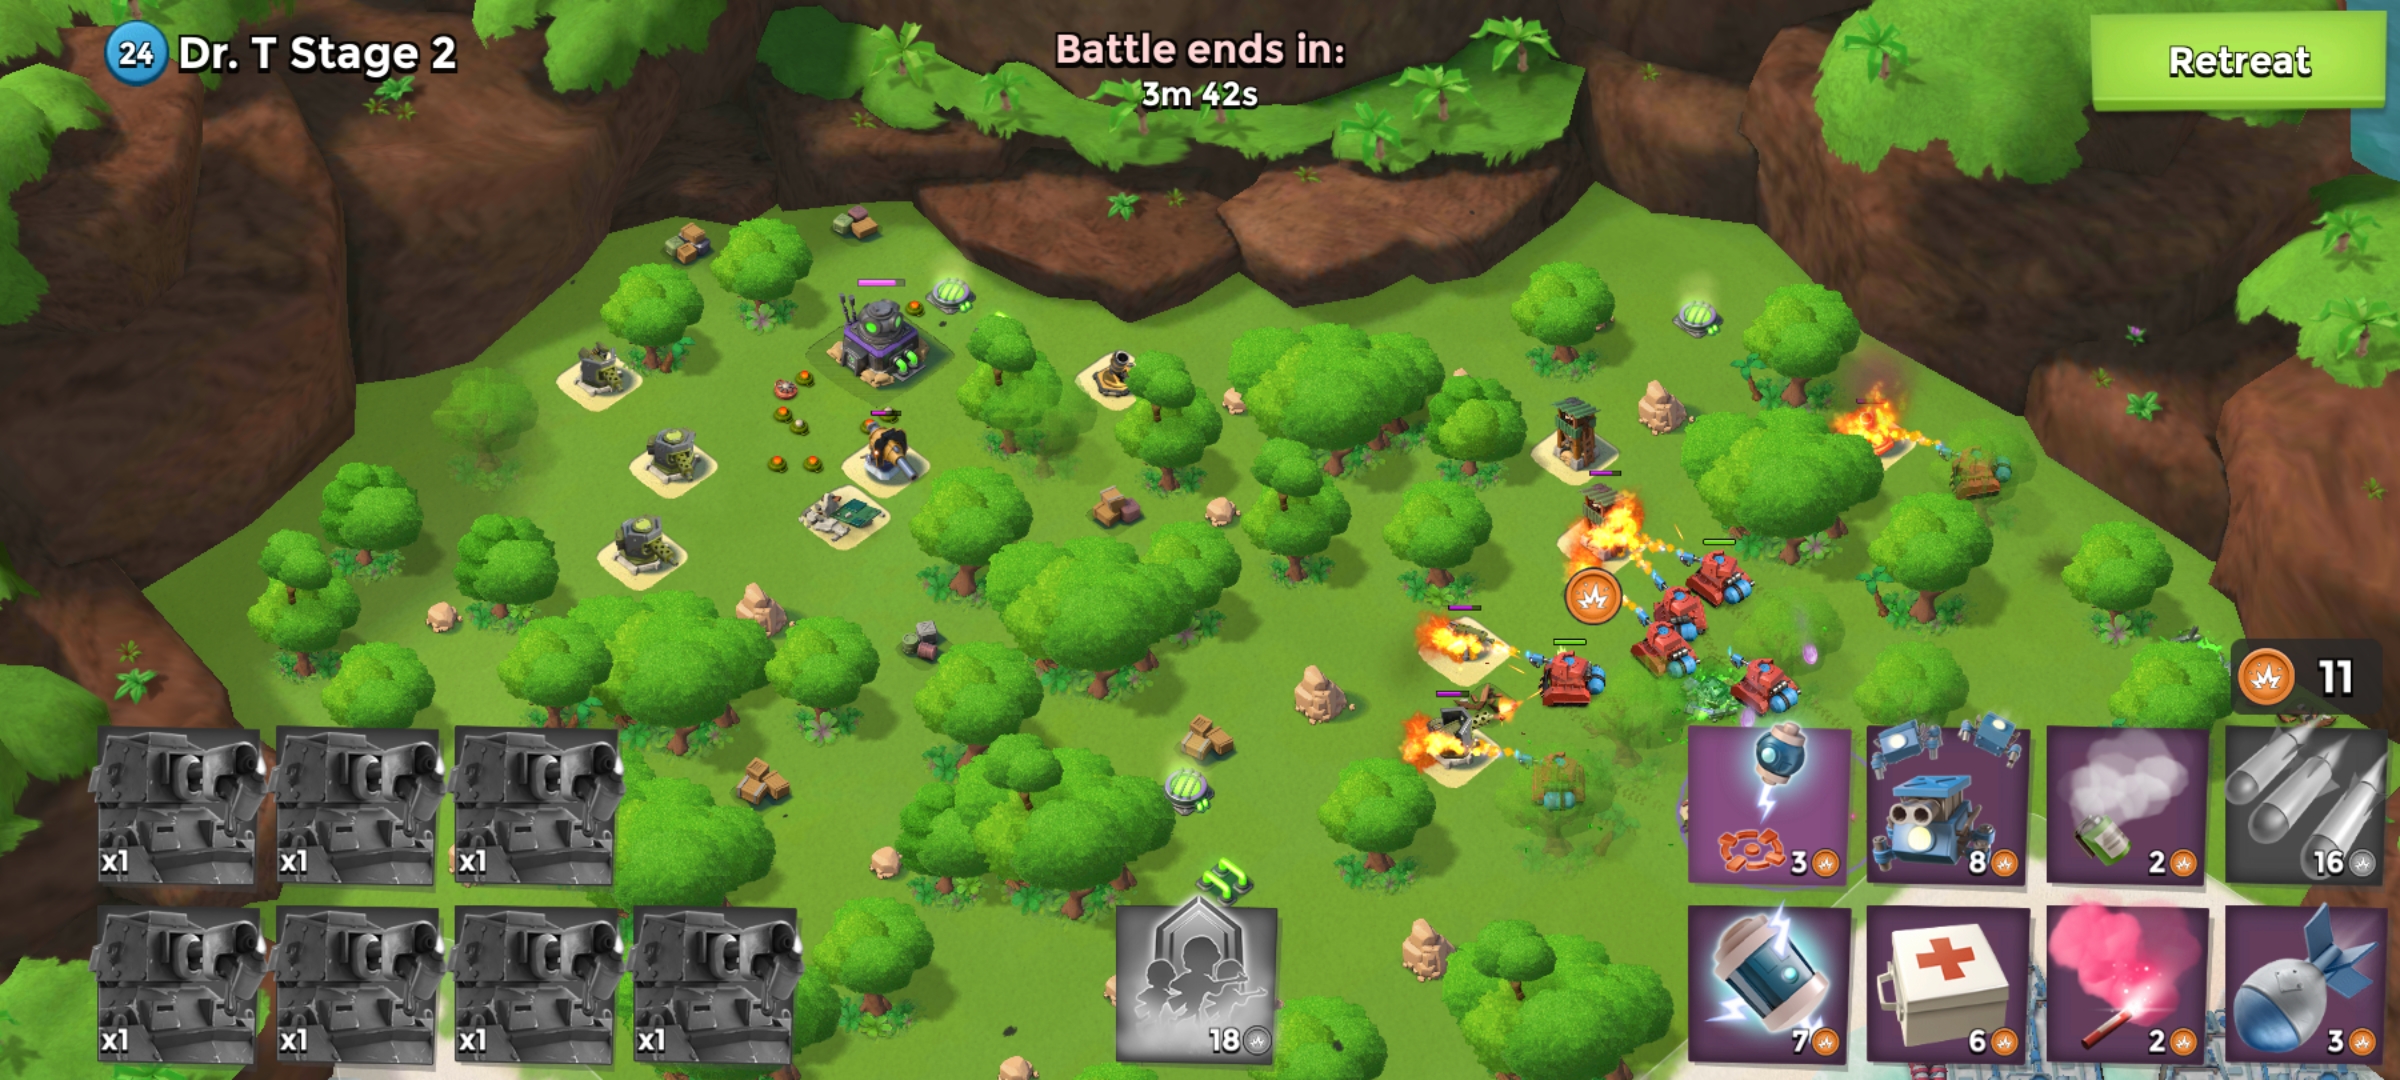 24 Dr. T Stage 2
Battle ends in:
3m 42s
Retreat
11
x1 x1 x1
3 8 2 16
x1 x1 x1 x1
18
7 6 2 3